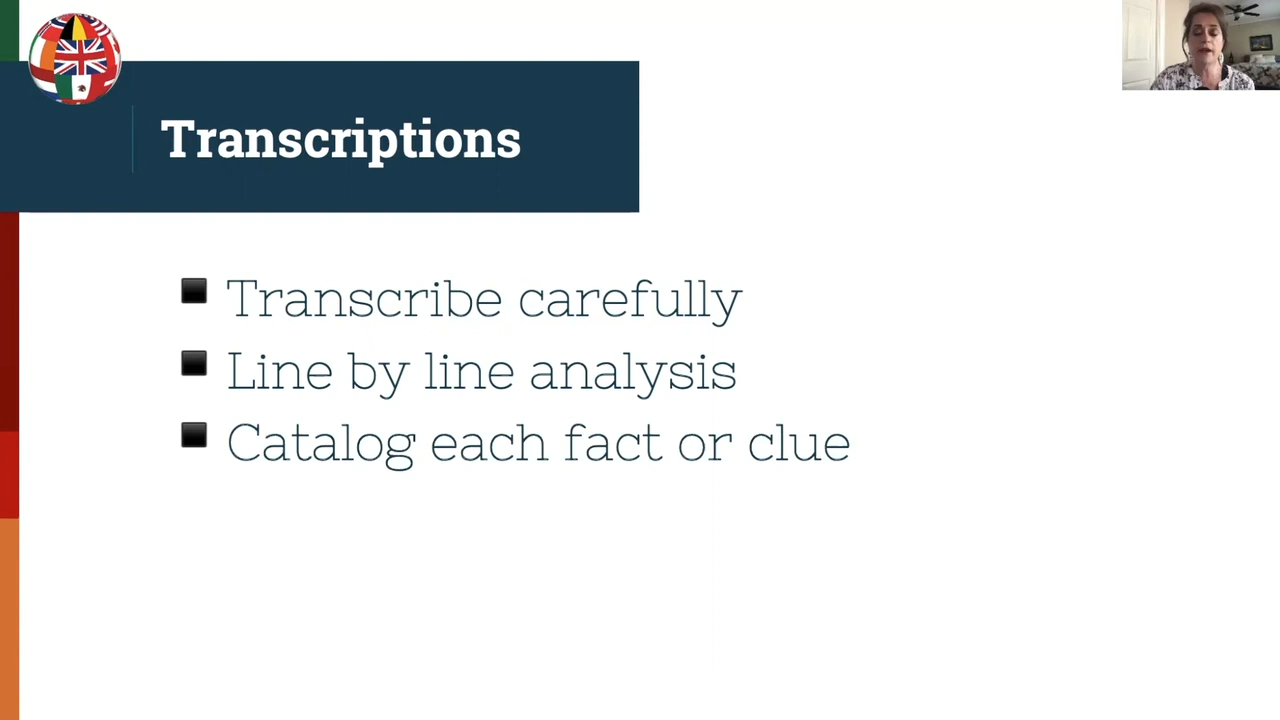 Transcriptions
Transcribe carefully
Line by line analysis
Catalog each fact or clue